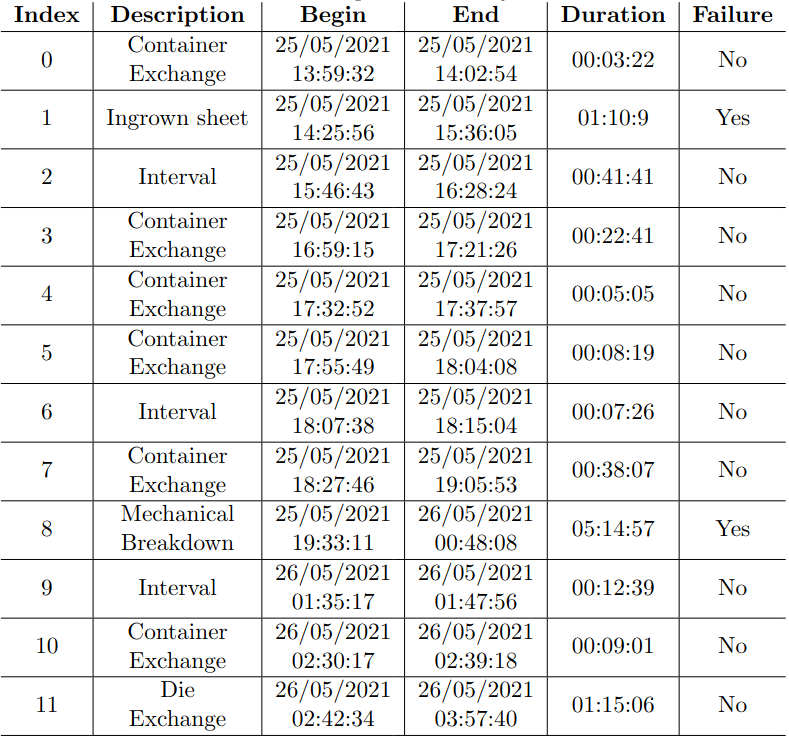 Index Description Begin End Duration Failure
0 Container Exchange 25/05/2021 13:59:32 25/05/2021 14:02:54 00:03:22 No
1 Ingrown sheet 25/05/2021 14:25:56 25/05/2021 15:36:05 01:10:9 Yes
2 Interval 25/05/2021 15:46:43 25/05/2021 16:28:24 00:41:41 No
3 Container Exchange 25/05/2021 16:59:15 25/05/2021 17:21:26 00:22:41 No
4 Container Exchange 25/05/2021 17:32:52 25/05/2021 17:37:57 00:05:05 No
5 Container Exchange 25/05/2021 17:55:49 25/05/2021 18:04:08 00:08:19 No
6 Interval 25/05/2021 18:07:38 25/05/2021 18:15:04 00:07:26 No
7 Container Exchange 25/05/2021 18:27:46 25/05/2021 19:05:53 00:38:07 No
8 Mechanical Breakdown 25/05/2021 19:33:11 26/05/2021 00:48:08 05:14:57 Yes
9 Interval 26/05/2021 01:35:17 26/05/2021 01:47:56 00:12:39 No
10 Container Exchange 26/05/2021 02:30:17 26/05/2021 02:39:18 00:09:01 No
11 Die Exchange 26/05/2021 02:42:34 26/05/2021 03:57:40 01:15:06 No